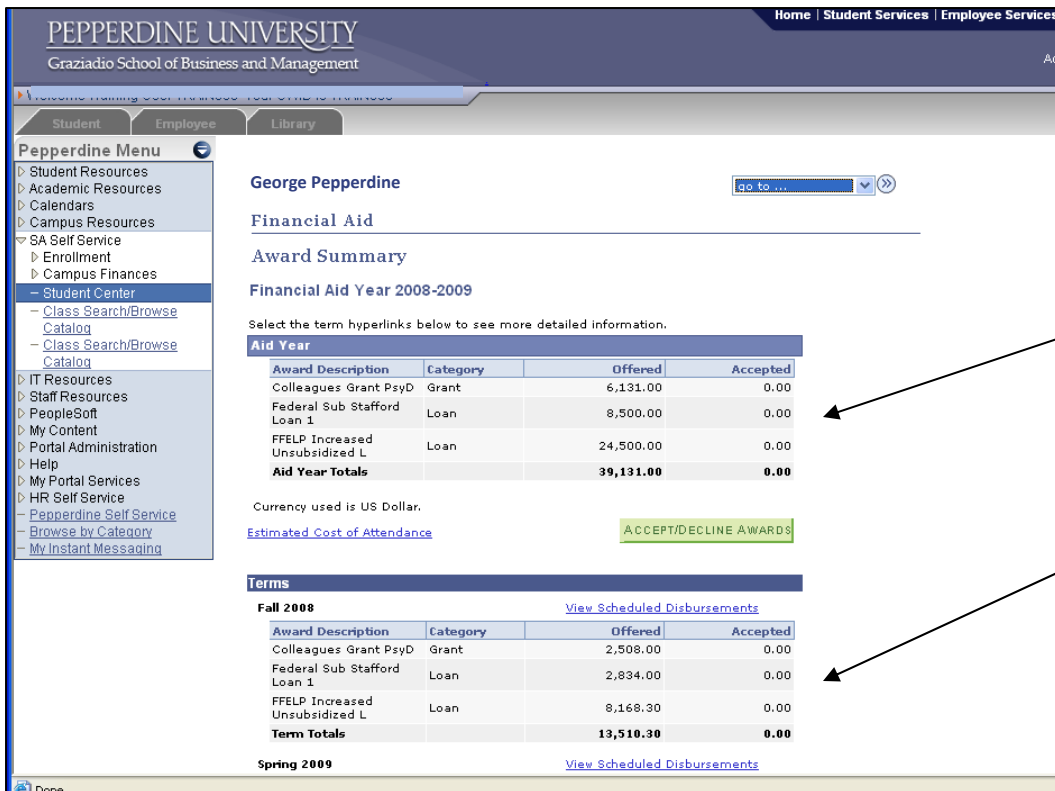 Home | Student Services | Employee Services
PEPPERDINE UNIVERSITY
Graziadio School of Business and Management
Student Employee Library
Pepperdine Menu
Student Resources
Academic Resources
Calendars
Campus Resources
SA Self Service
Enrollment
Campus Finances
– Student Center
– Class Search/Browse
Catalog
– Class Search/Browse
Catalog
IT Resources
Staff Resources
PeopleSoft
My Content
Portal Administration
Help
My Portal Services
HR Self Service
– Pepperdine Self Service
– Browse by Category
– My Instant Messaging
George Pepperdine
go to ...
Financial Aid
Award Summary
Financial Aid Year 2008-2009
Select the term hyperlinks below to see more detailed information.
Aid Year
Award Description Category Offered Accepted
Colleagues Grant PsyD Grant 6,131.00 0.00
Federal Sub Stafford
Loan 1 Loan 8,500.00 0.00
FFELP Increased
Unsubsidized L Loan 24,500.00 0.00
Aid Year Totals 39,131.00 0.00
Currency used is US Dollar.
Estimated Cost of Attendance
ACCEPT/DECLINE AWARDS
Terms
Fall 2008 View Scheduled Disbursements
Award Description Category Offered Accepted
Colleagues Grant PsyD Grant 2,508.00 0.00
Federal Sub Stafford
Loan 1 Loan 2,834.00 0.00
FFELP Increased
Unsubsidized L Loan 8,168.30 0.00
Term Totals 13,510.30 0.00
Spring 2009 View Scheduled Disbursements
Done